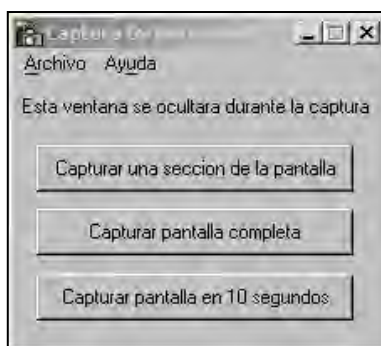 Captura
Archivo Ayuda
Esta ventana se ocultara durante la captura
Capturar una seccion de la pantalla
Capturar pantalla completa
Capturar pantalla en 10 segundos